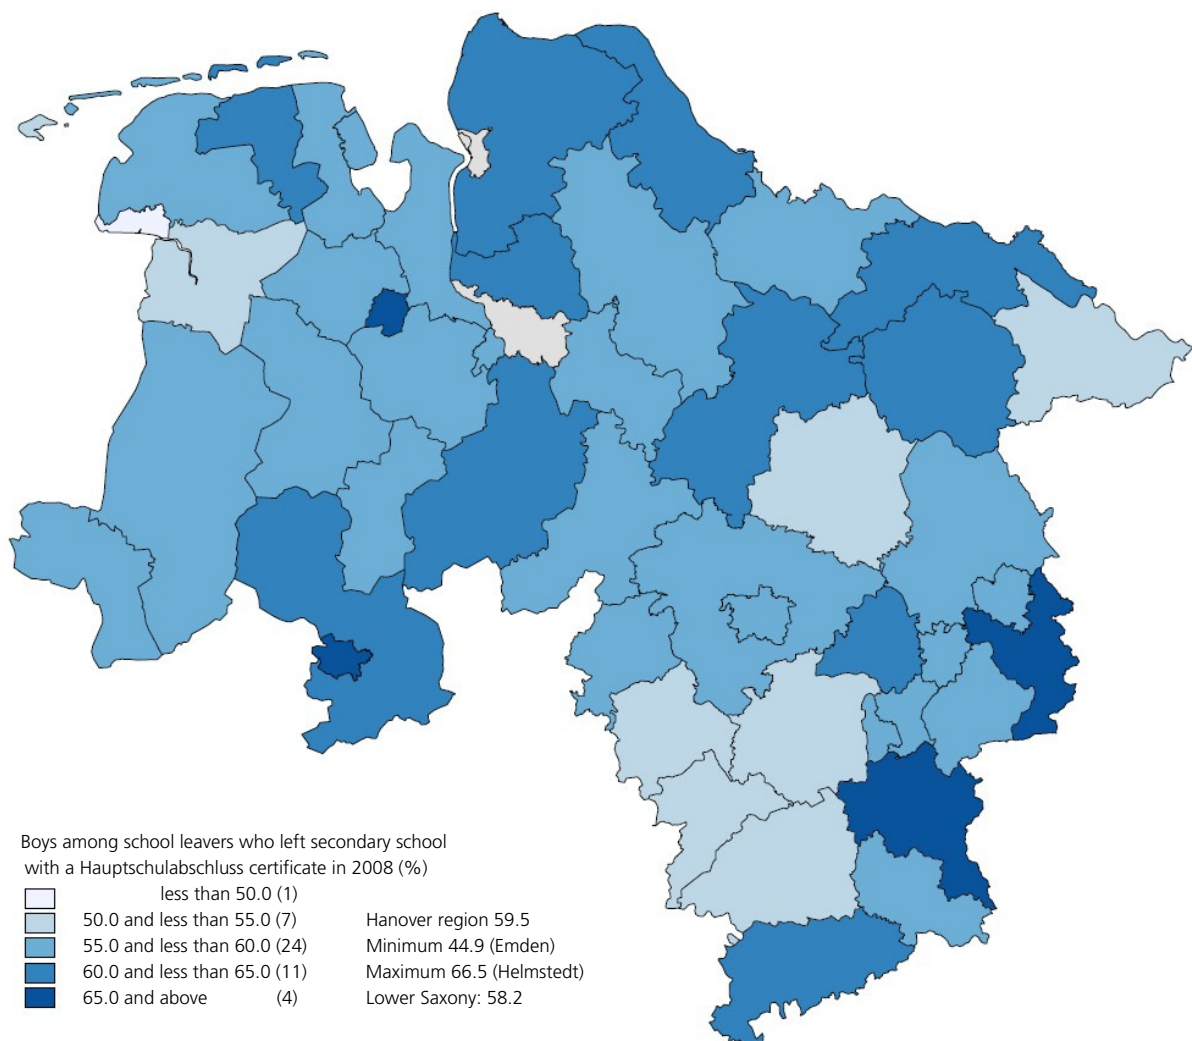 Boys among school leavers who left secondary school
with a Hauptschulabschluss certificate in 2008 (%)
less than 50.0 (1)
50.0 and less than 55.0 (7) Hanover region 59.5
55.0 and less than 60.0 (24) Minimum 44.9 (Emden)
60.0 and less than 65.0 (11) Maximum 66.5 (Helmstedt)
65.0 and above (4) Lower Saxony: 58.2